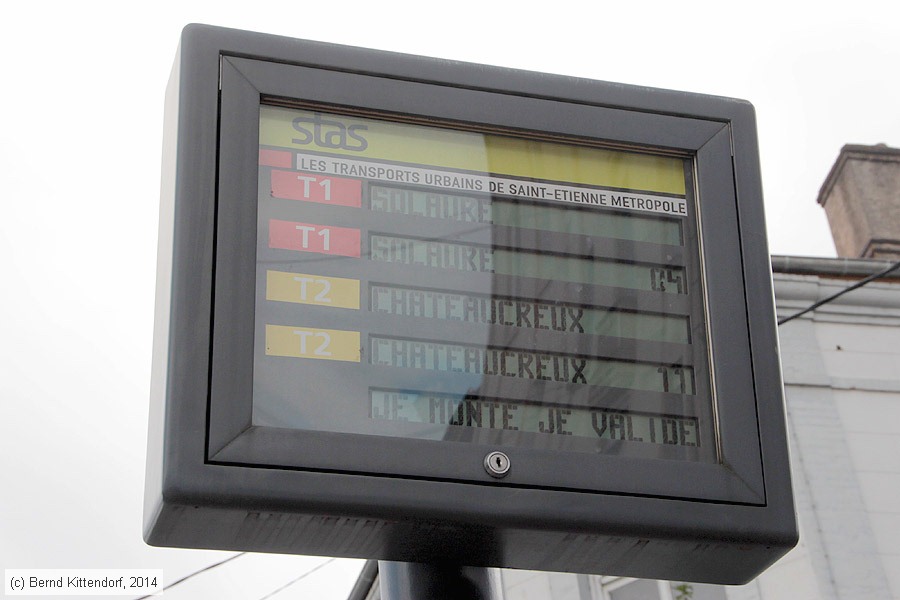 stas
LES TRANSPORTS URBAINS DE SAINT-ETIENNE METROPOLE
T1 SOLAURE
T1 SOLAURE 04
T2 CHATEAUCREUX
T2 CHATEAUCREUX 11
JE MONTE JE VALIDE
(c) Bernd Kittendorf, 2014